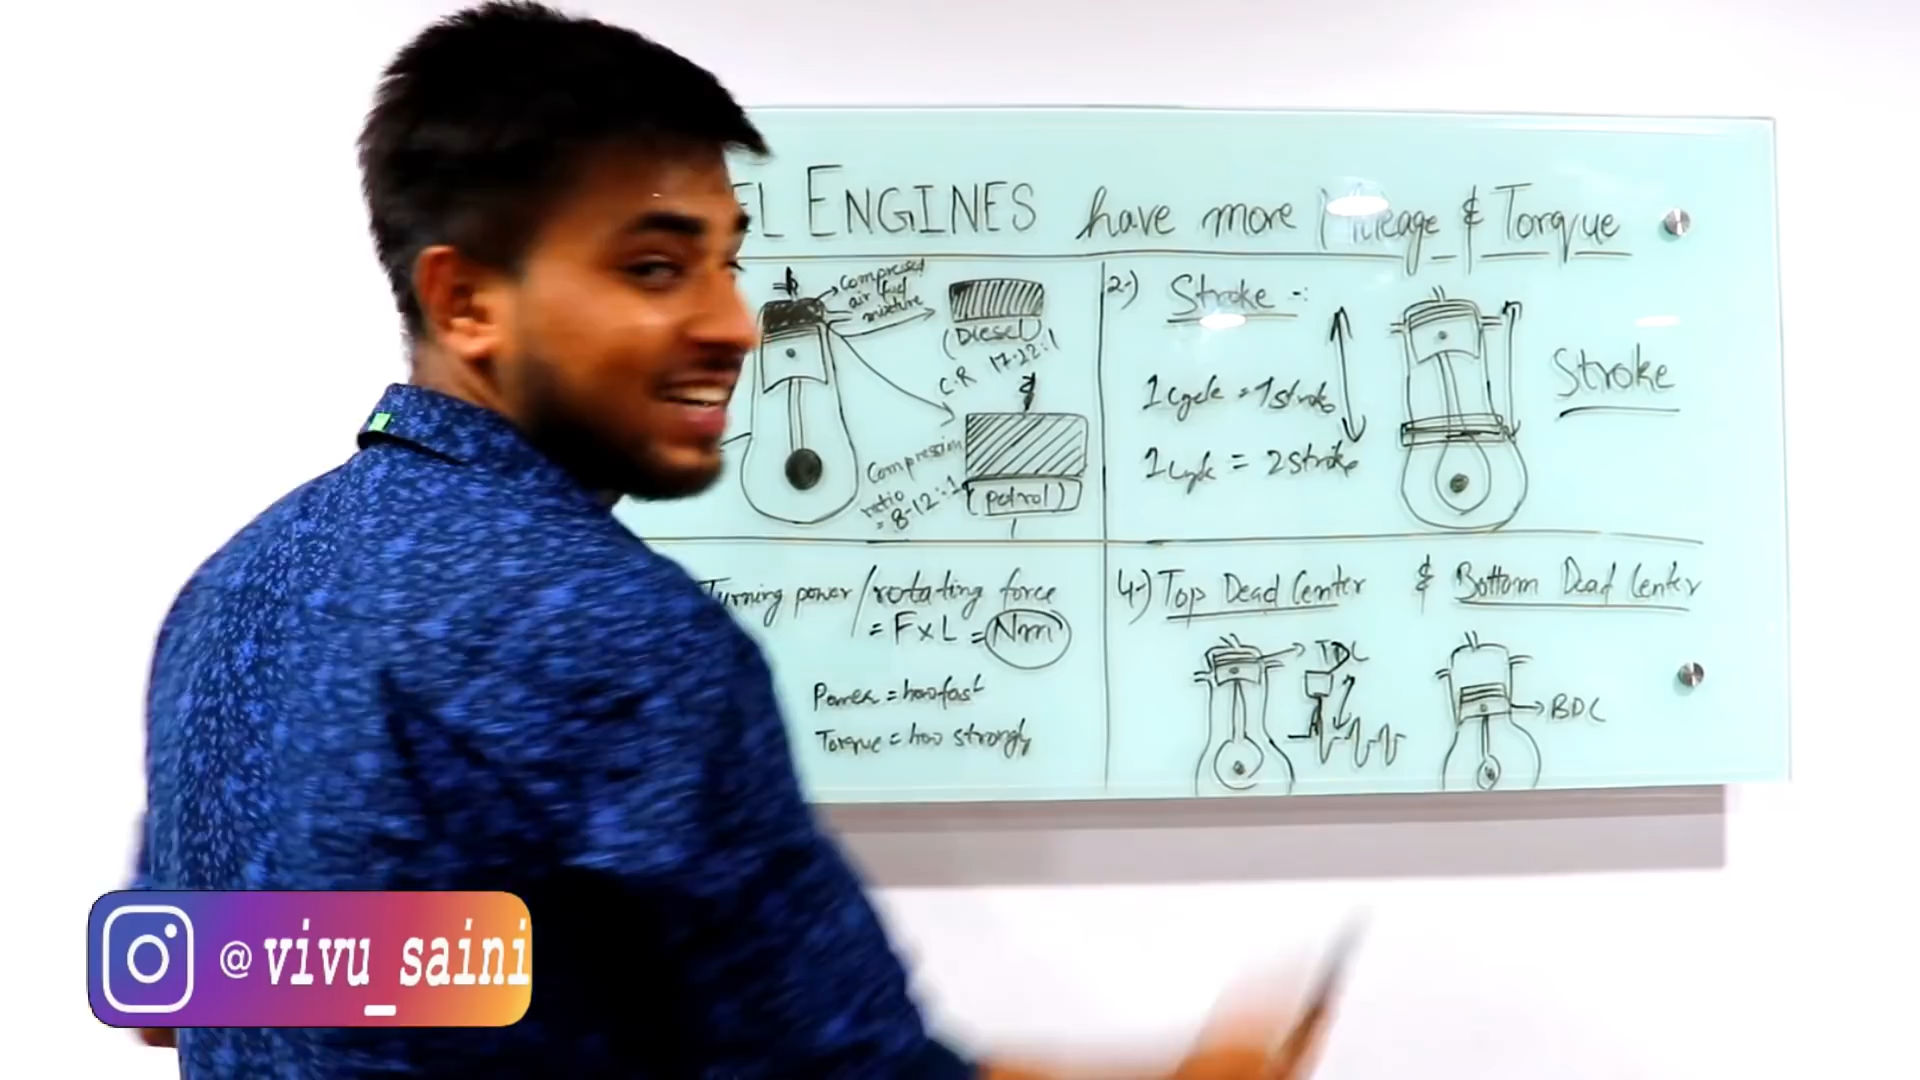 EL ENGINES have more Mileage & Torque
Compressed
air fuel
mixture
(Diesel)
C.R 17-22:1
Compression
ratio
= 8-12:1
(petrol)
2-) Stroke -:
1 cycle = 1 stroke
1 cycle = 2 stroke
Stroke
Turning power/rotating force
= F x L = Nm
Power = how fast
Torque = how strongly
4-) Top Dead Center & Bottom Dead Center
TDC
BDC
@vivu_saini